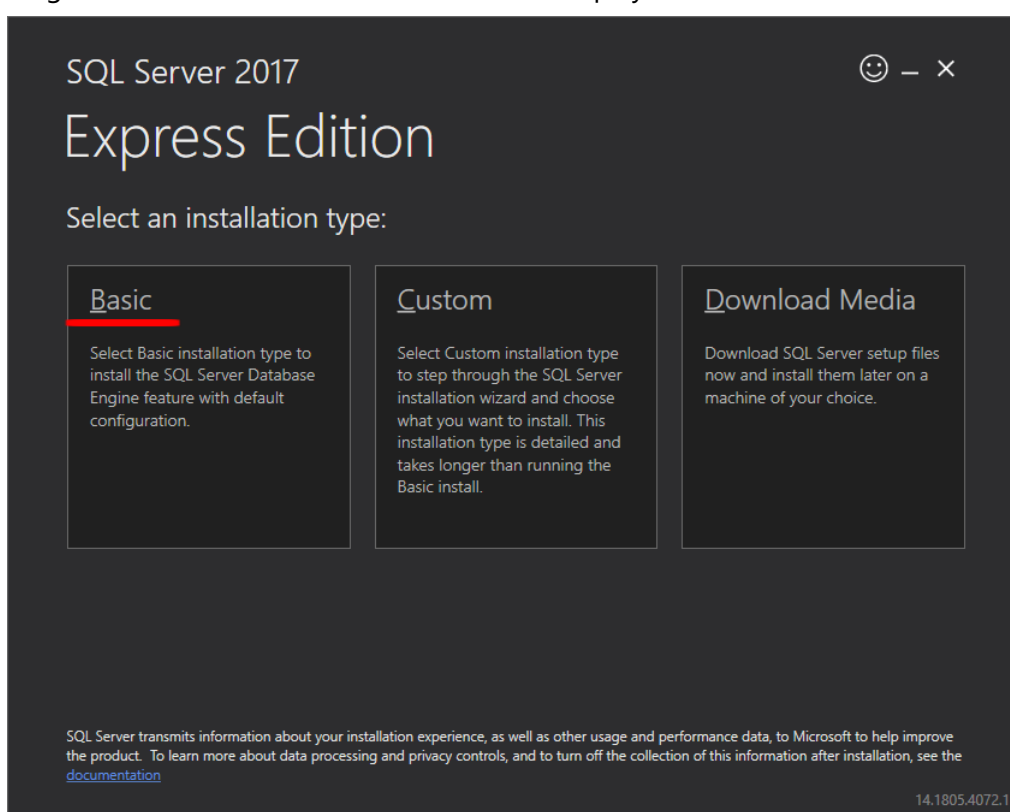 SQL Server 2017
Express Edition
Select an installation type:
Basic
Select Basic installation type to
install the SQL Server Database
Engine feature with default
configuration.
Custom
Select Custom installation type
to step through the SQL Server
installation wizard and choose
what you want to install. This
installation type is detailed and
takes longer than running the
Basic install.
Download Media
Download SQL Server setup files
now and install them later on a
machine of your choice.
SQL Server transmits information about your installation experience, as well as other usage and performance data, to Microsoft to help improve
the product. To learn more about data processing and privacy controls, and to turn off the collection of this information after installation, see the
documentation
14.1805.4072.1